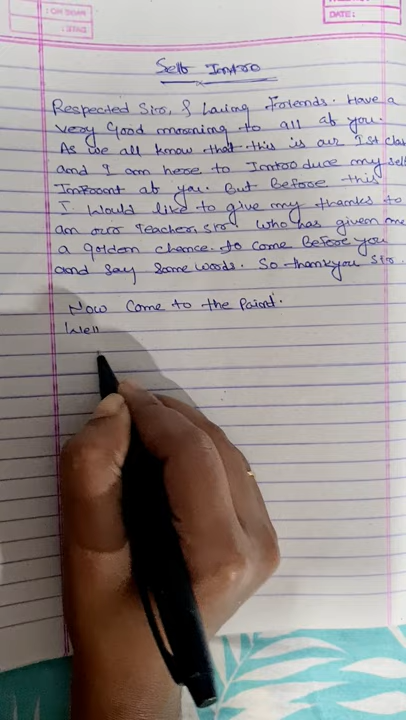 DATE:
Self Intro
Respected Sir, & Loving Friends. Have a
very Good morning to all of you.
As we all know that this is our 1st class
and I am here to Introduce my self
Infront of you. But Before this
I Would like to give my thanks to
an our Teacher sir who has given me
a golden chance to come Before you
and say some words. So thankyou Sir.
Now Come to the Point.
Well